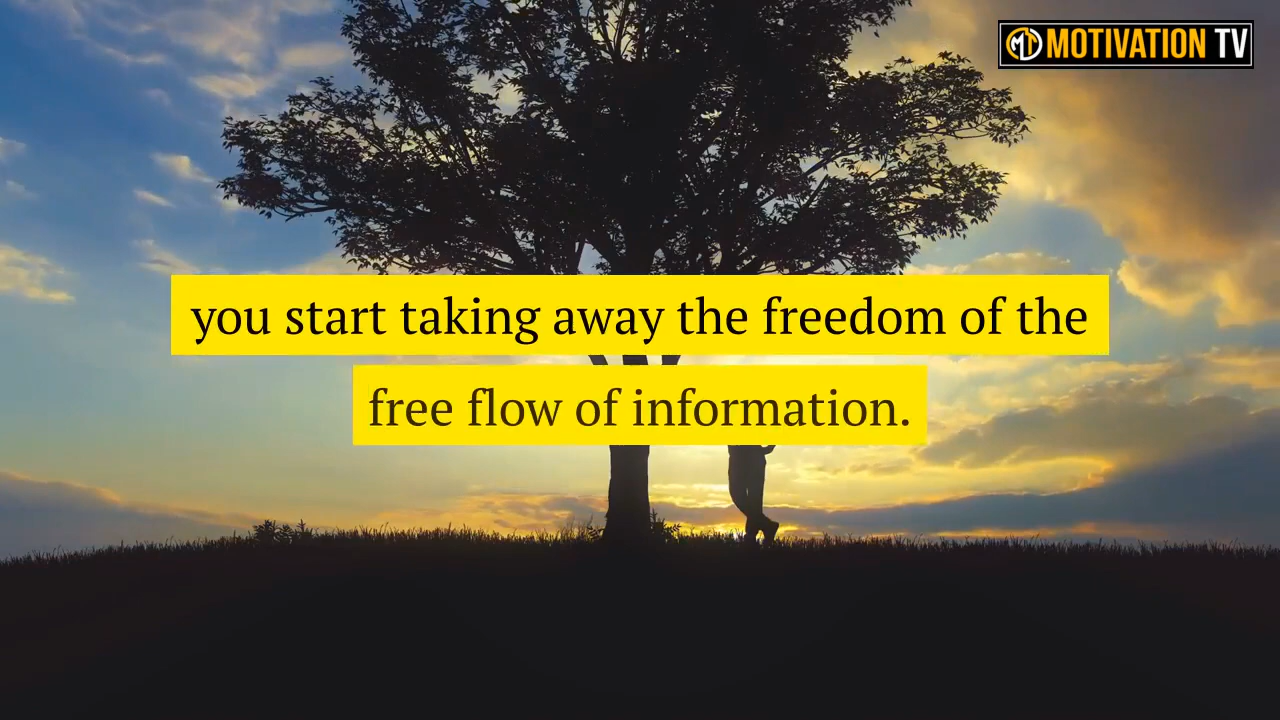 MOTIVATION TV
you start taking away the freedom of the
free flow of information.